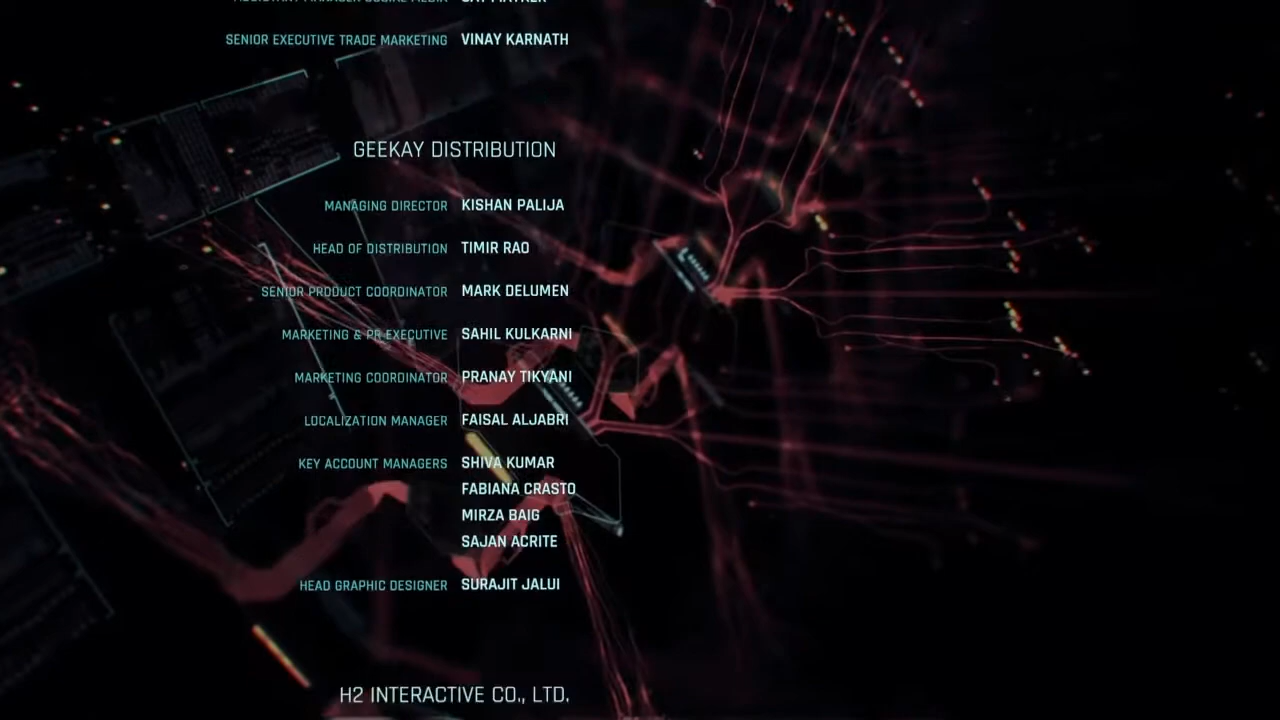 SENIOR EXECUTIVE TRADE MARKETING VINAY KARNATH
GEEKAY DISTRIBUTION
MANAGING DIRECTOR KISHAN PALIJA
HEAD OF DISTRIBUTION TIMIR RAO
SENIOR PRODUCT COORDINATOR MARK DELUMEN
MARKETING & PR EXECUTIVE SAHIL KULKARNI
MARKETING COORDINATOR PRANAY TIKYANI
LOCALIZATION MANAGER FAISAL ALJABRI
KEY ACCOUNT MANAGERS SHIVA KUMAR
FABIANA CRASTO
MIRZA BAIG
SAJAN ACRITE
HEAD GRAPHIC DESIGNER SURAJIT JALUI
H2 INTERACTIVE CO., LTD.